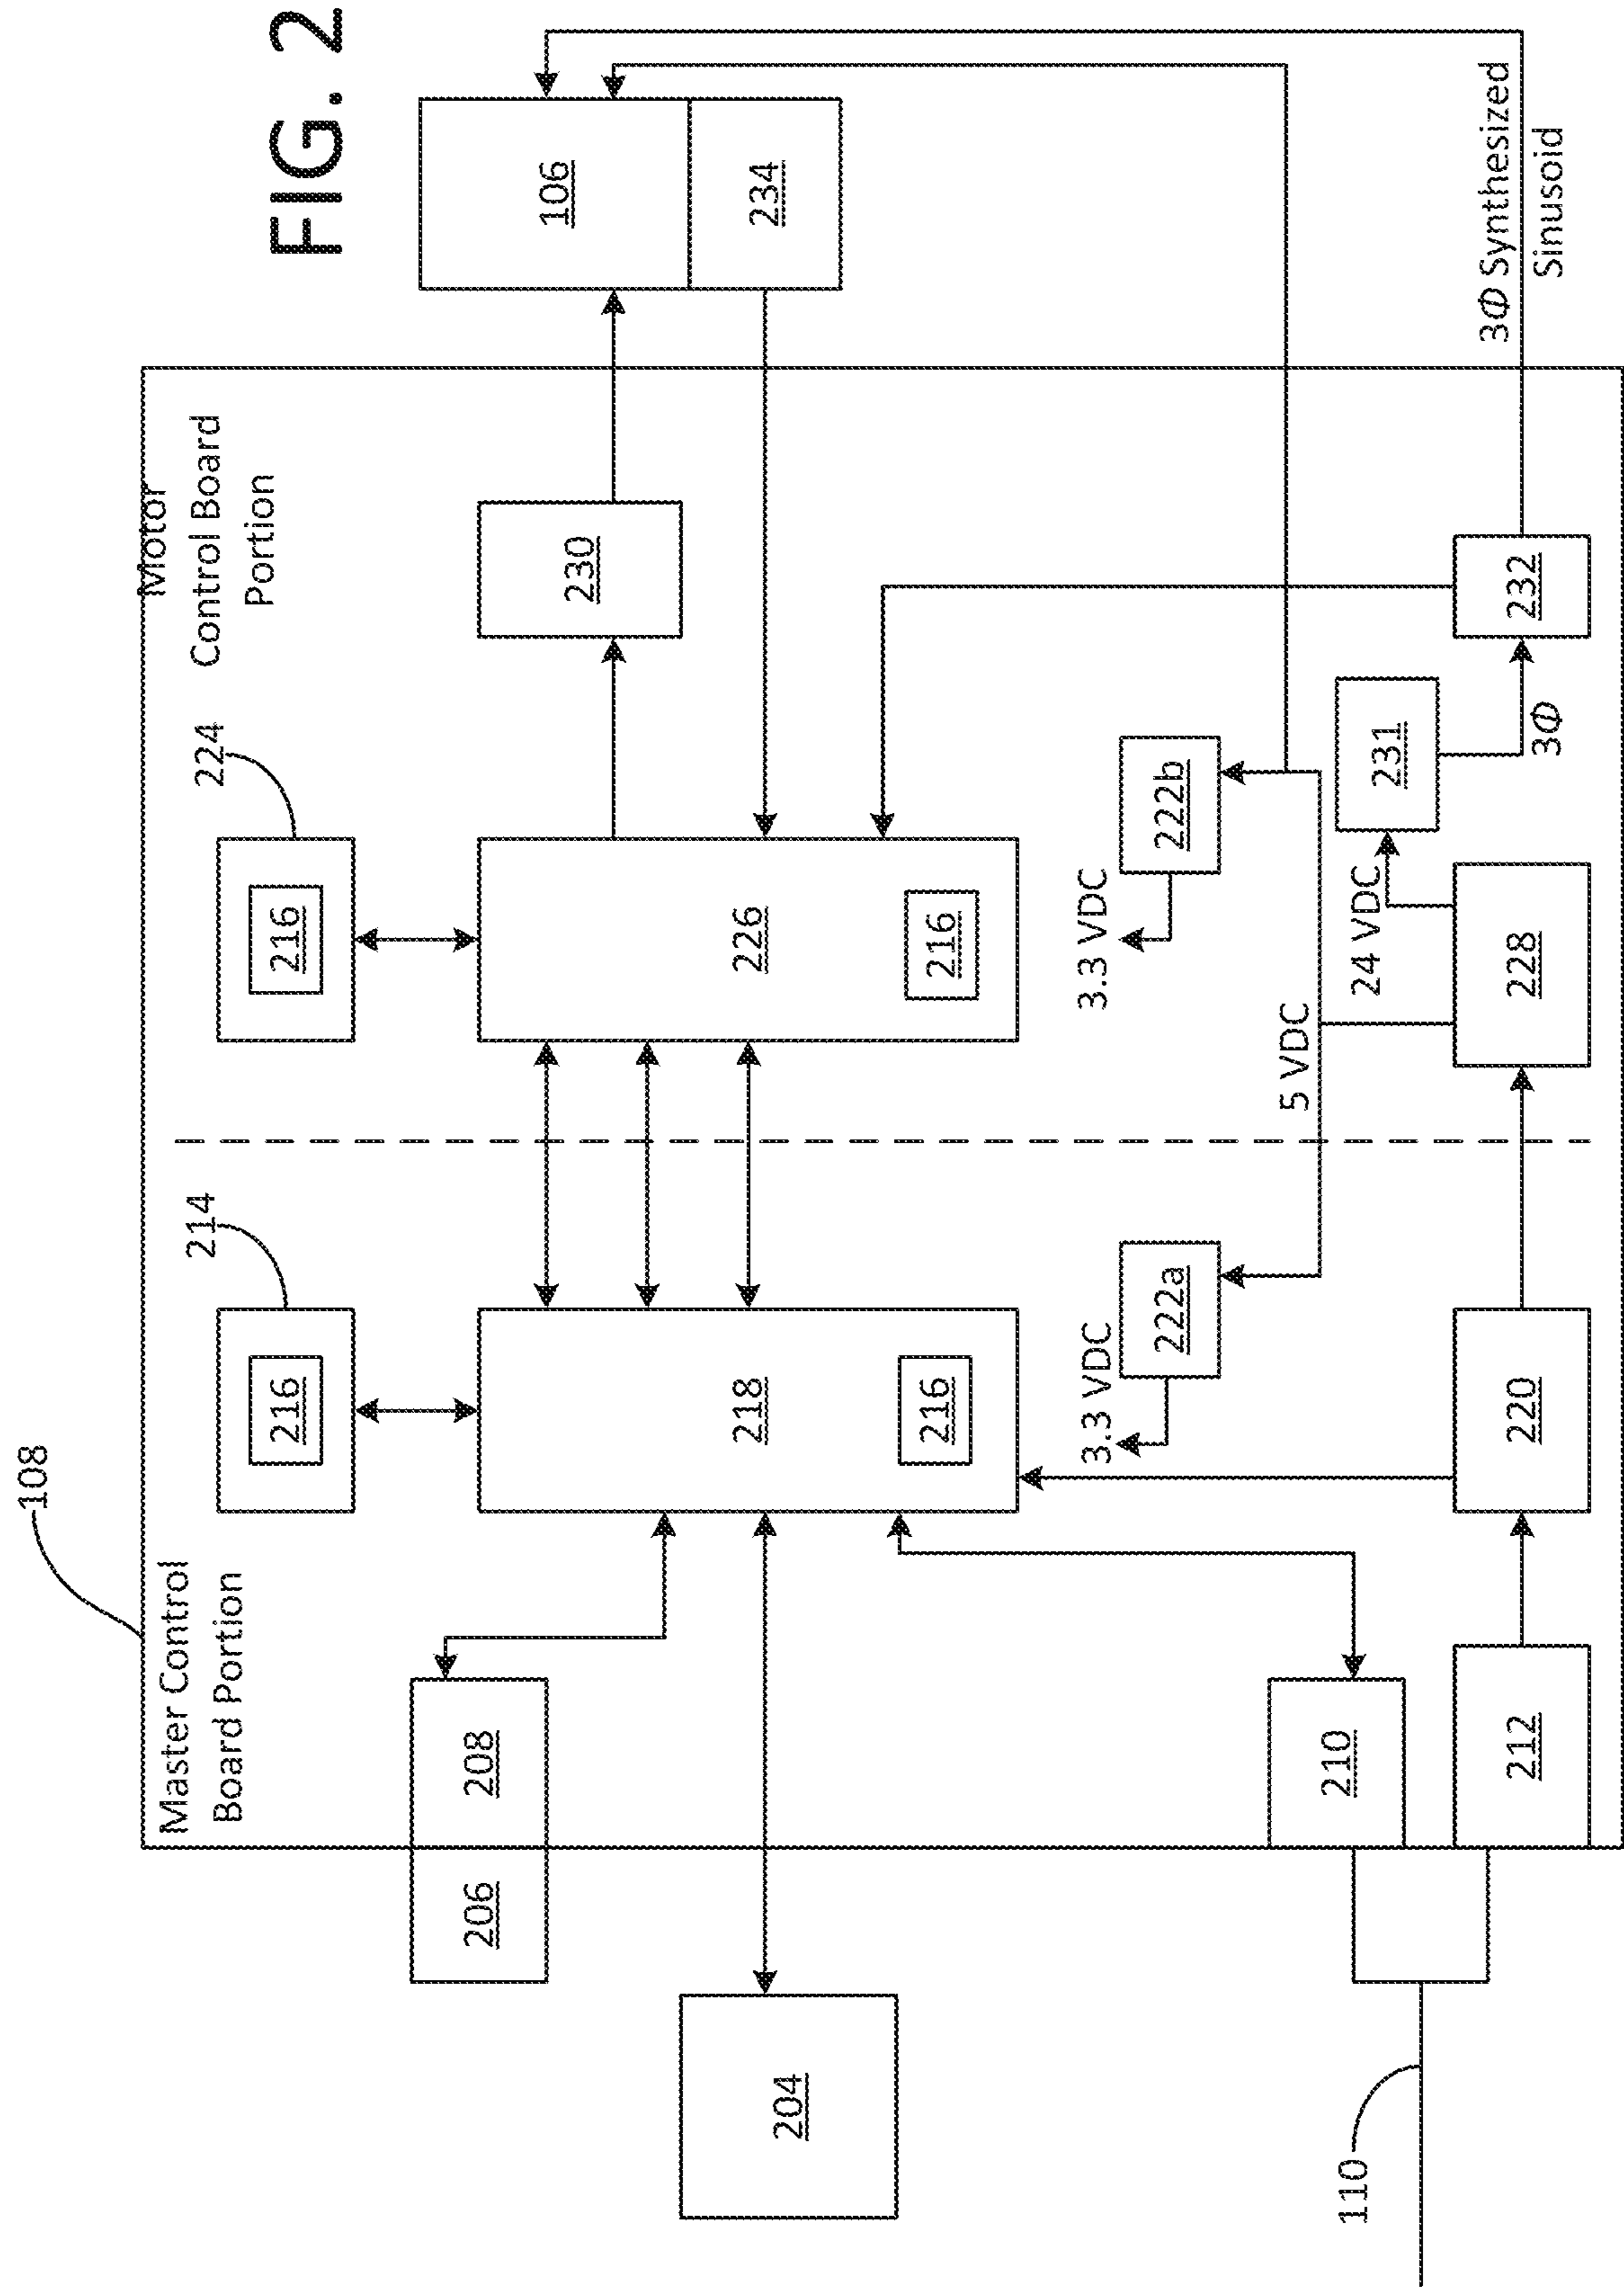 FIG. 2
108
Master Control
Board Portion
Motor
Control Board
Portion
214
224
216
216
206
208
218
216
226
216
230
106
234
204
3.3 VDC
222a
3.3 VDC
222b
5 VDC
24 VDC
231
210
212
220
228
3Φ
232
3Φ Synthesized
Sinusoid
110